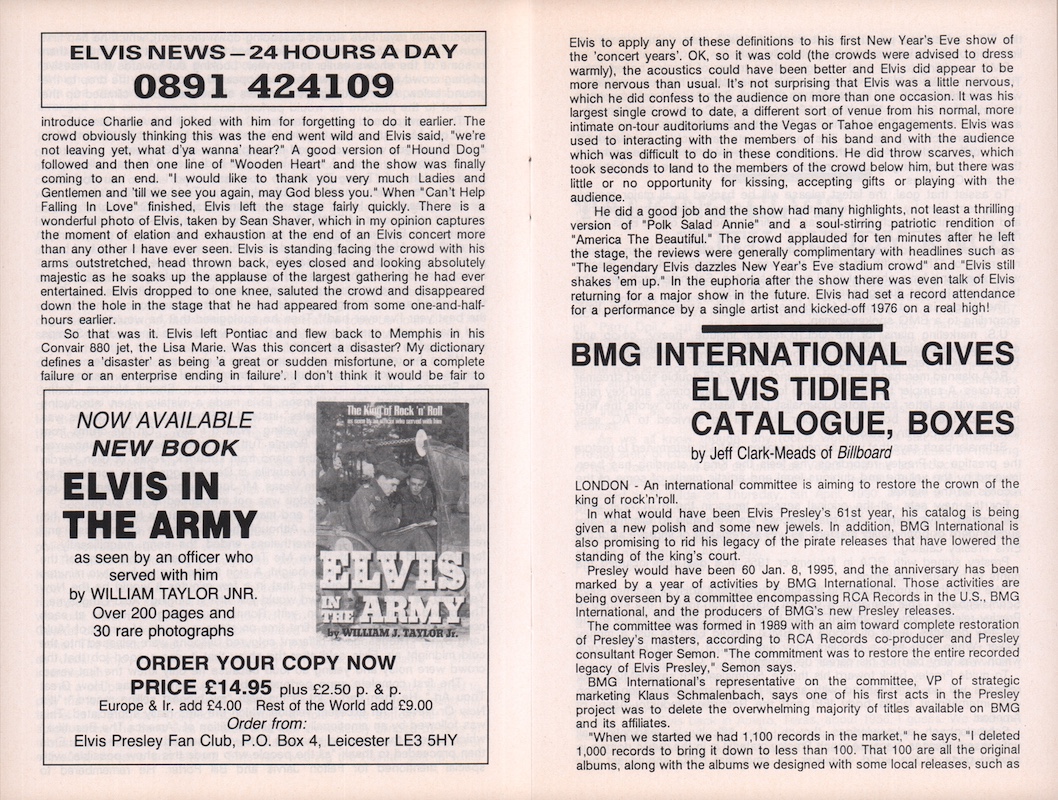 ELVIS NEWS – 24 HOURS A DAY
0891 424109
introduce Charlie and joked with him for forgetting to do it earlier. The
crowd obviously thinking this was the end went wild and Elvis said, "we're
not leaving yet, what d'ya wanna' hear?" A good version of "Hound Dog"
followed and then one line of "Wooden Heart" and the show was finally
coming to an end. "I would like to thank you very much Ladies and
Gentlemen and 'till we see you again, may God bless you." When "Can't Help
Falling In Love" finished, Elvis left the stage fairly quickly. There is a
wonderful photo of Elvis, taken by Sean Shaver, which in my opinion captures
the moment of elation and exhaustion at the end of an Elvis concert more
than any other I have ever seen. Elvis is standing facing the crowd with his
arms outstretched, head thrown back, eyes closed and looking absolutely
majestic as he soaks up the applause of the largest gathering he had ever
entertained. Elvis dropped to one knee, saluted the crowd and disappeared
down the hole in the stage that he had appeared from some one-and-half-
hours earlier.
So that was it. Elvis left Pontiac and flew back to Memphis in his
Convair 880 jet, the Lisa Marie. Was this concert a disaster? My dictionary
defines a 'disaster' as being 'a great or sudden misfortune, or a complete
failure or an enterprise ending in failure'. I don't think it would be fair to
NOW AVAILABLE
NEW BOOK
ELVIS IN
THE ARMY
as seen by an officer who
served with him
by WILLIAM TAYLOR JNR.
Over 200 pages and
30 rare photographs
The King of Rock 'n' Roll
as seen by an officer who served with him
ELVIS
IN THE ARMY
by WILLIAM J. TAYLOR Jr.
ORDER YOUR COPY NOW
PRICE £14.95 plus £2.50 p. & p.
Europe & Ir. add £4.00 Rest of the World add £9.00
Order from:
Elvis Presley Fan Club, P.O. Box 4, Leicester LE3 5HY
Elvis to apply any of these definitions to his first New Year's Eve show of
the 'concert years'. OK, so it was cold (the crowds were advised to dress
warmly), the acoustics could have been better and Elvis did appear to be
more nervous than usual. It's not surprising that Elvis was a little nervous,
which he did confess to the audience on more than one occasion. It was his
largest single crowd to date, a different sort of venue from his normal, more
intimate on-tour auditoriums and the Vegas or Tahoe engagements. Elvis was
used to interacting with the members of his band and with the audience
which was difficult to do in these conditions. He did throw scarves, which
took seconds to land to the members of the crowd below him, but there was
little or no opportunity for kissing, accepting gifts or playing with the
audience.
He did a good job and the show had many highlights, not least a thrilling
version of "Polk Salad Annie" and a soul-stirring patriotic rendition of
"America The Beautiful." The crowd applauded for ten minutes after he left
the stage, the reviews were generally complimentary with headlines such as
"The legendary Elvis dazzles New Year's Eve stadium crowd" and "Elvis still
shakes 'em up." In the euphoria after the show there was even talk of Elvis
returning for a major show in the future. Elvis had set a record attendance
for a performance by a single artist and kicked-off 1976 on a real high!
BMG INTERNATIONAL GIVES
ELVIS TIDIER
CATALOGUE, BOXES
by Jeff Clark-Meads of Billboard
LONDON - An international committee is aiming to restore the crown of the
king of rock'n'roll.
In what would have been Elvis Presley's 61st year, his catalog is being
given a new polish and some new jewels. In addition, BMG International is
also promising to rid his legacy of the pirate releases that have lowered the
standing of the king's court.
Presley would have been 60 Jan. 8, 1995, and the anniversary has been
marked by a year of activities by BMG International. Those activities are
being overseen by a committee encompassing RCA Records in the U.S., BMG
International, and the producers of BMG's new Presley releases.
The committee was formed in 1989 with an aim toward complete restoration
of Presley's masters, according to RCA Records co-producer and Presley
consultant Roger Semon. "The commitment was to restore the entire recorded
legacy of Elvis Presley," Semon says.
BMG International's representative on the committee, VP of strategic
marketing Klaus Schmalenbach, says one of his first acts in the Presley
project was to delete the overwhelming majority of titles available on BMG
and its affiliates.
"When we started we had 1,100 records in the market," he says, "I deleted
1,000 records to bring it down to less than 100. That 100 are all the original
albums, along with the albums we designed with some local releases, such as